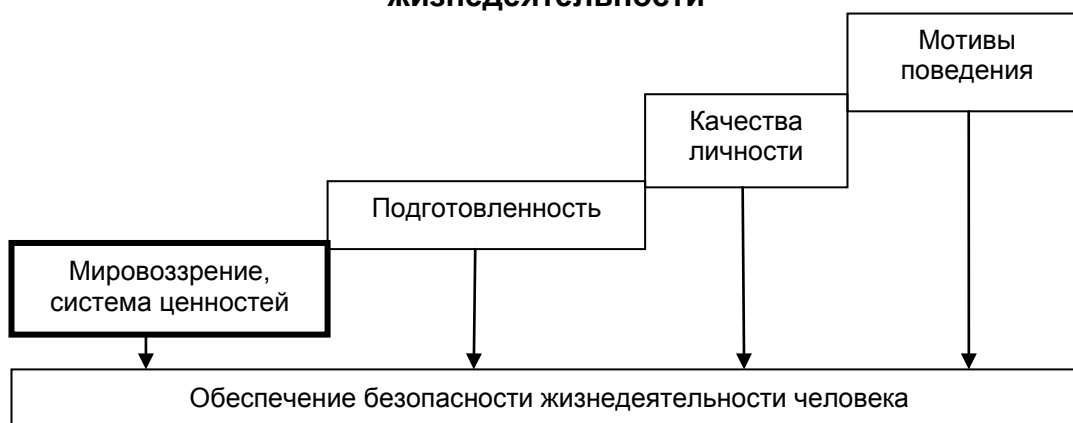 жизнедеятельности
Мотивы
поведения
Качества
личности
Подготовленность
Мировоззрение,
система ценностей
Обеспечение безопасности жизнедеятельности человека